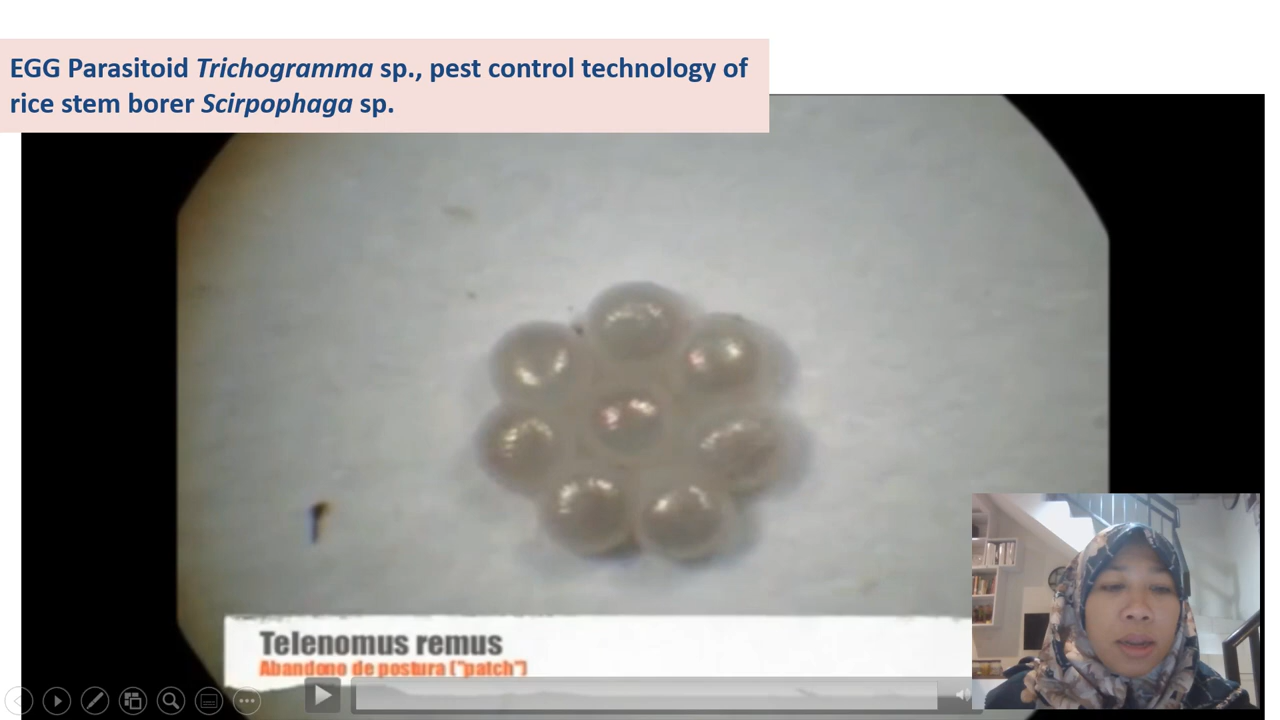 EGG Parasitoid Trichogramma sp., pest control technology of
rice stem borer Scirpophaga sp.
Telenomus remus
Abandono de postura ("patch")